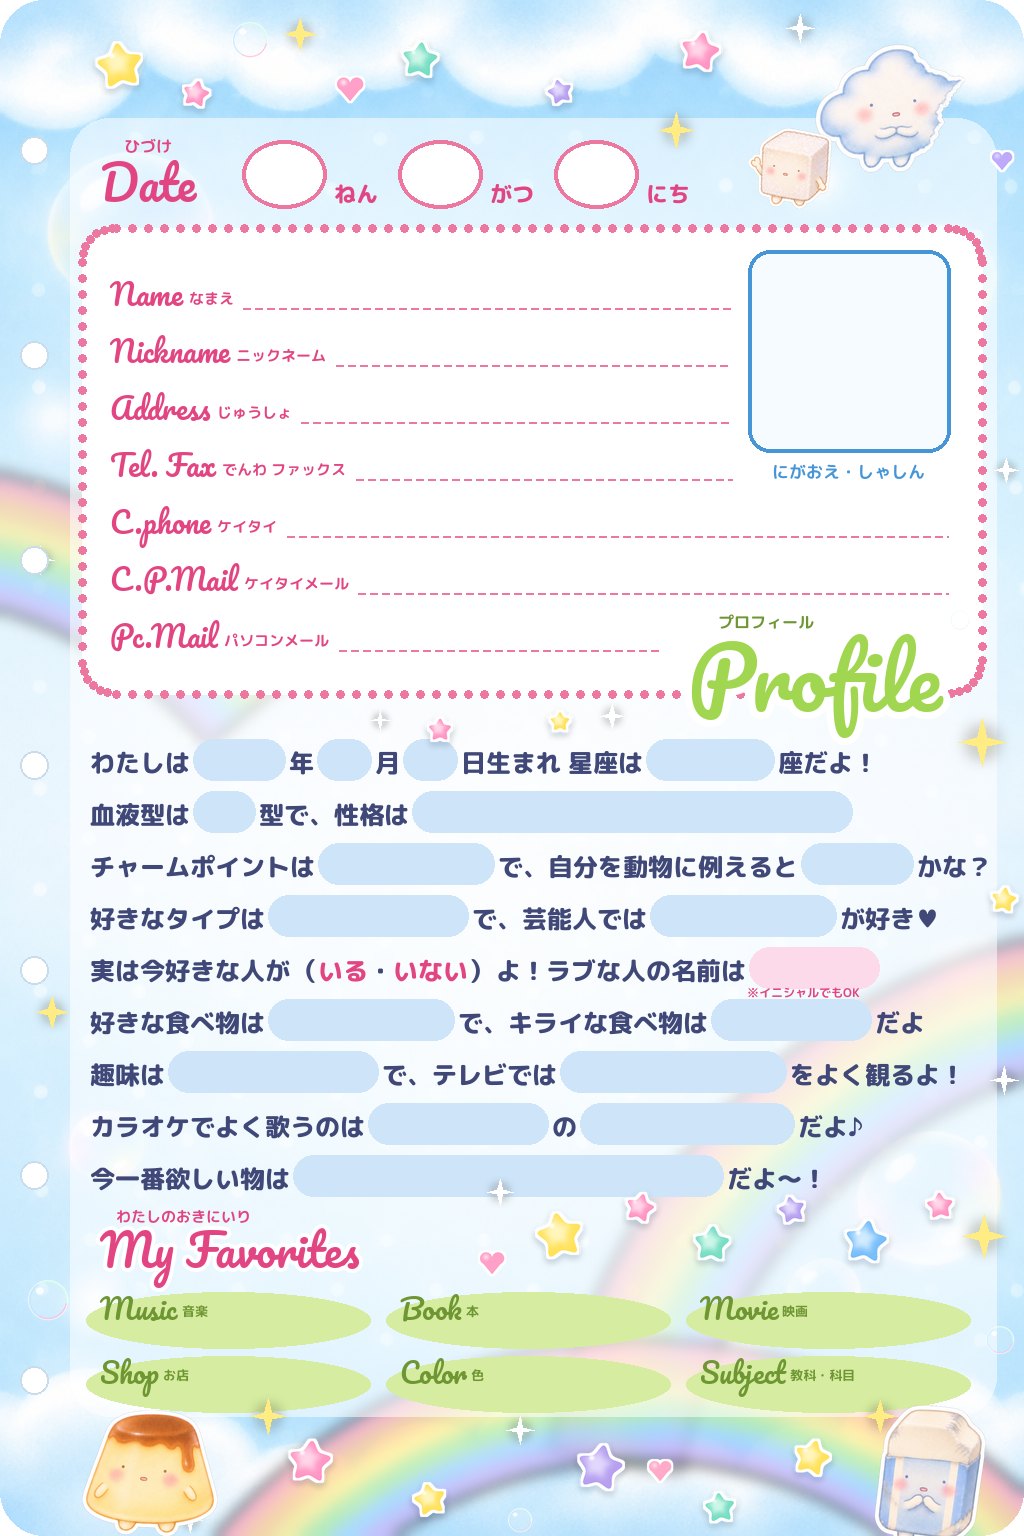 ひづけ
Date ねん がつ にち
Name なまえ
Nickname ニックネーム
Address じゅうしょ
Tel. Fax でんわ ファックス
にがおえ・しゃしん
C.phone ケイタイ
C.P.Mail ケイタイメール
Pc.Mail パソコンメール
プロフィール
Profile
わたしは 年 月 日生まれ 星座は 座だよ！
血液型は 型で、性格は
チャームポイントは で、自分を動物に例えると かな？
好きなタイプは で、芸能人では が好き♥
実は今好きな人が（いる・いない）よ！ラブな人の名前は
※イニシャルでもOK
好きな食べ物は で、キライな食べ物は だよ
趣味は で、テレビでは をよく観るよ！
カラオケでよく歌うのは の だよ♪
今一番欲しい物は だよ〜！
わたしのおきにいり
My Favorites
Music 音楽 Book 本 Movie 映画
Shop お店 Color 色 Subject 教科・科目